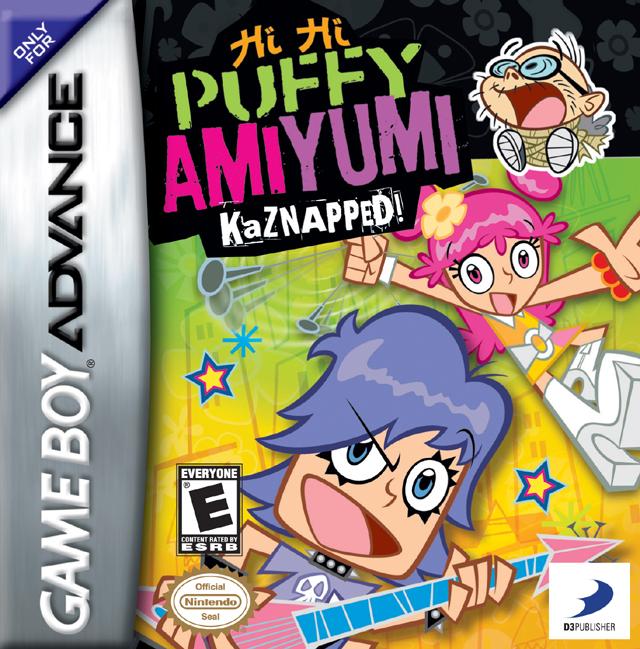 ONLY
FOR
GAME BOY ADVANCE
®
Hi Hi
PUFFY
AMIYUMI
KaZNAPPED!
EVERYONE
®
E
CONTENT RATED BY
ESRB
Official
Nintendo
Seal
D3PUBLISHER